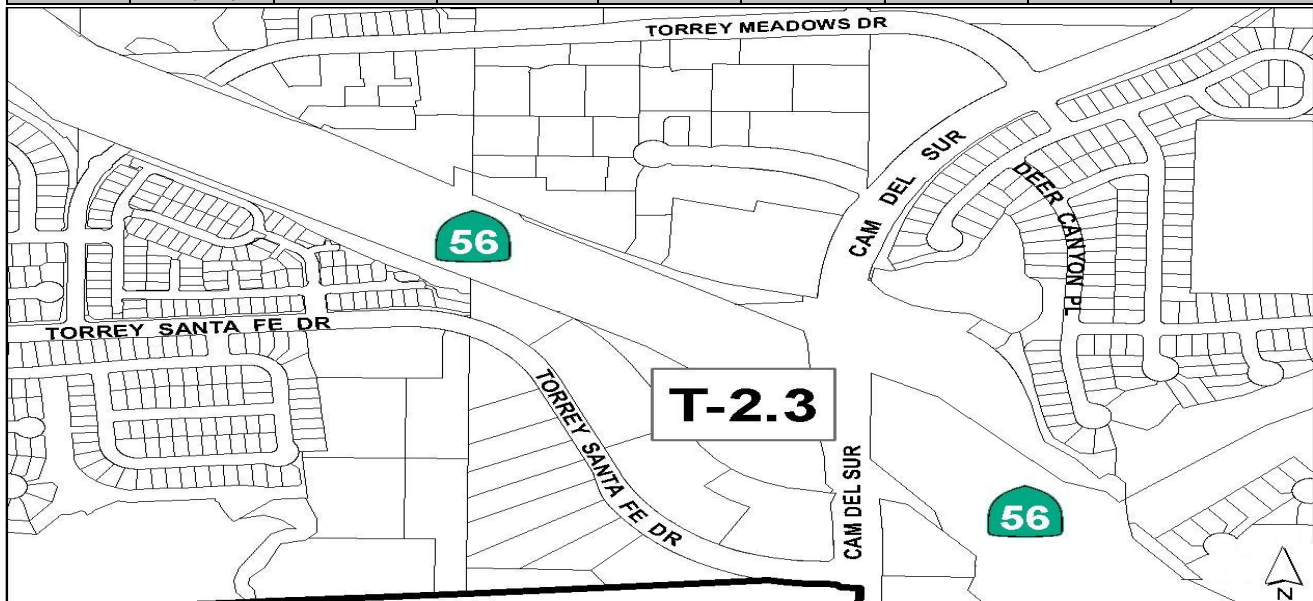 TORREY MEADOWS DR
CAM DEL SUR
DEER CANYON PL
56
TORREY SANTA FE DR
T-2.3
TORREY SANTA FE DR
CAM DEL SUR
56
N